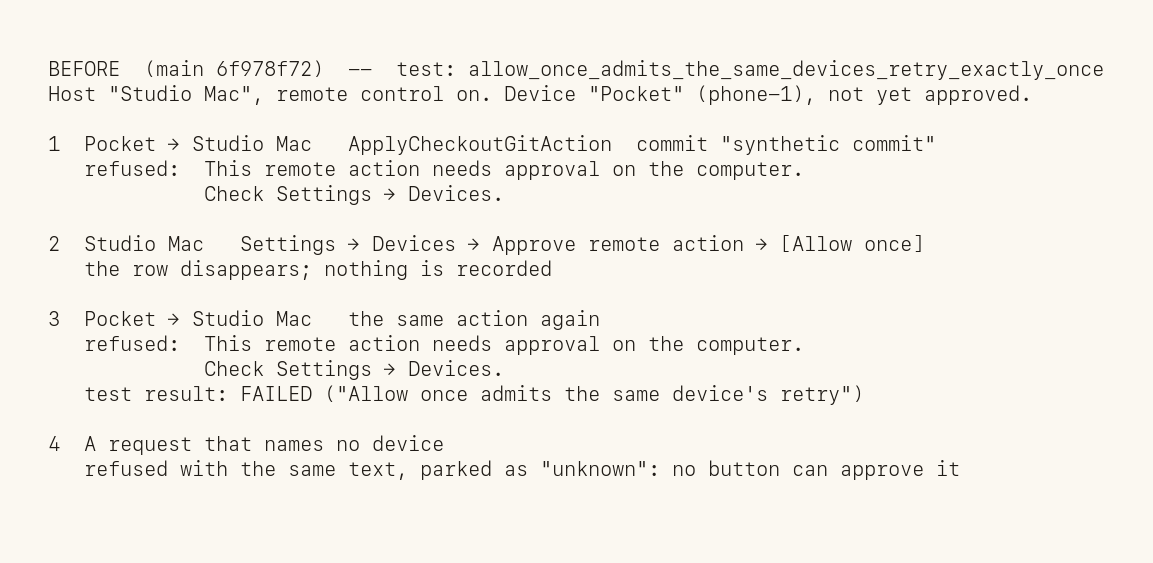 BEFORE  (main 6f978f72)  --  test: allow_once_admits_the_same_devices_retry_exactly_once
Host "Studio Mac", remote control on. Device "Pocket" (phone-1), not yet approved.
1  Pocket → Studio Mac   ApplyCheckoutGitAction  commit "synthetic commit"
refused:  This remote action needs approval on the computer.
Check Settings → Devices.
2  Studio Mac   Settings → Devices → Approve remote action → [Allow once]
the row disappears; nothing is recorded
3  Pocket → Studio Mac   the same action again
refused:  This remote action needs approval on the computer.
Check Settings → Devices.
test result: FAILED ("Allow once admits the same device's retry")
4  A request that names no device
refused with the same text, parked as "unknown": no button can approve it